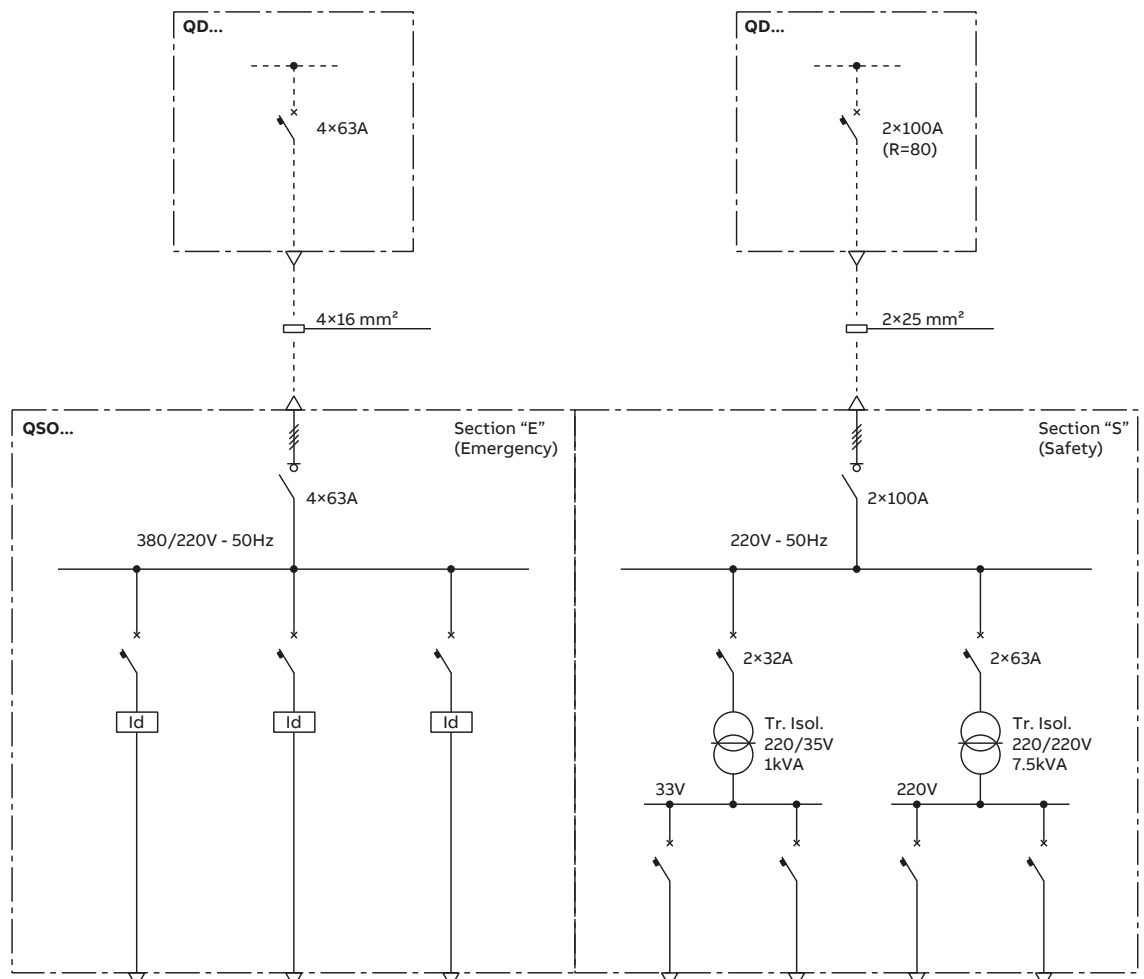 QD...
4×63A
4×16 mm²
QD...
2×100A
(R=80)
2×25 mm²
QSO...
Section “E”
(Emergency)
4×63A
380/220V - 50Hz
Id
Id
Id
Section “S”
(Safety)
2×100A
220V - 50Hz
2×32A
2×63A
Tr. Isol.
220/35V
1kVA
Tr. Isol.
220/220V
7.5kVA
33V
220V